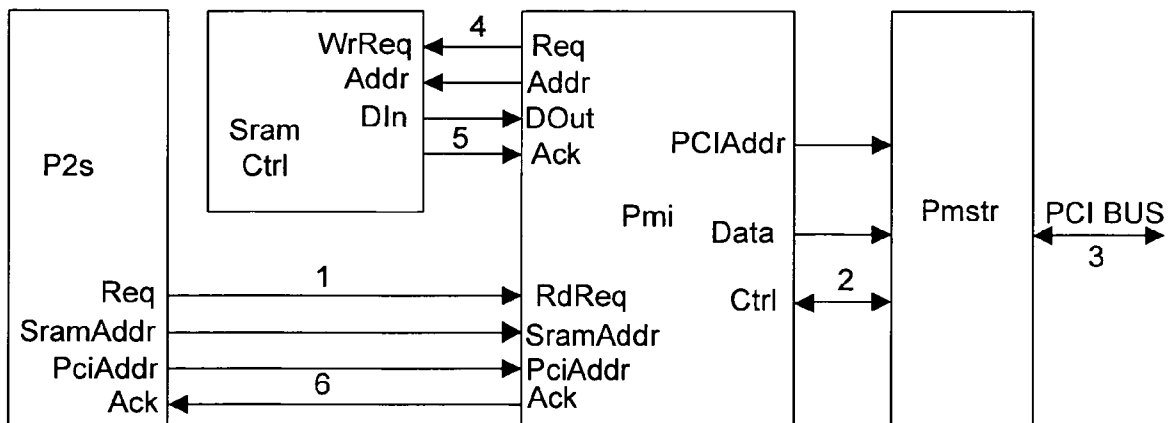 4
WrReq
Req
Addr
Addr
DIn
DOut
5
Ack
Sram
Ctrl
P2s
PCIAddr
Pmi
Data
Pmstr
PCI BUS
3
1
Req
RdReq
Ctrl
2
SramAddr
SramAddr
PciAddr
PciAddr
6
Ack
Ack